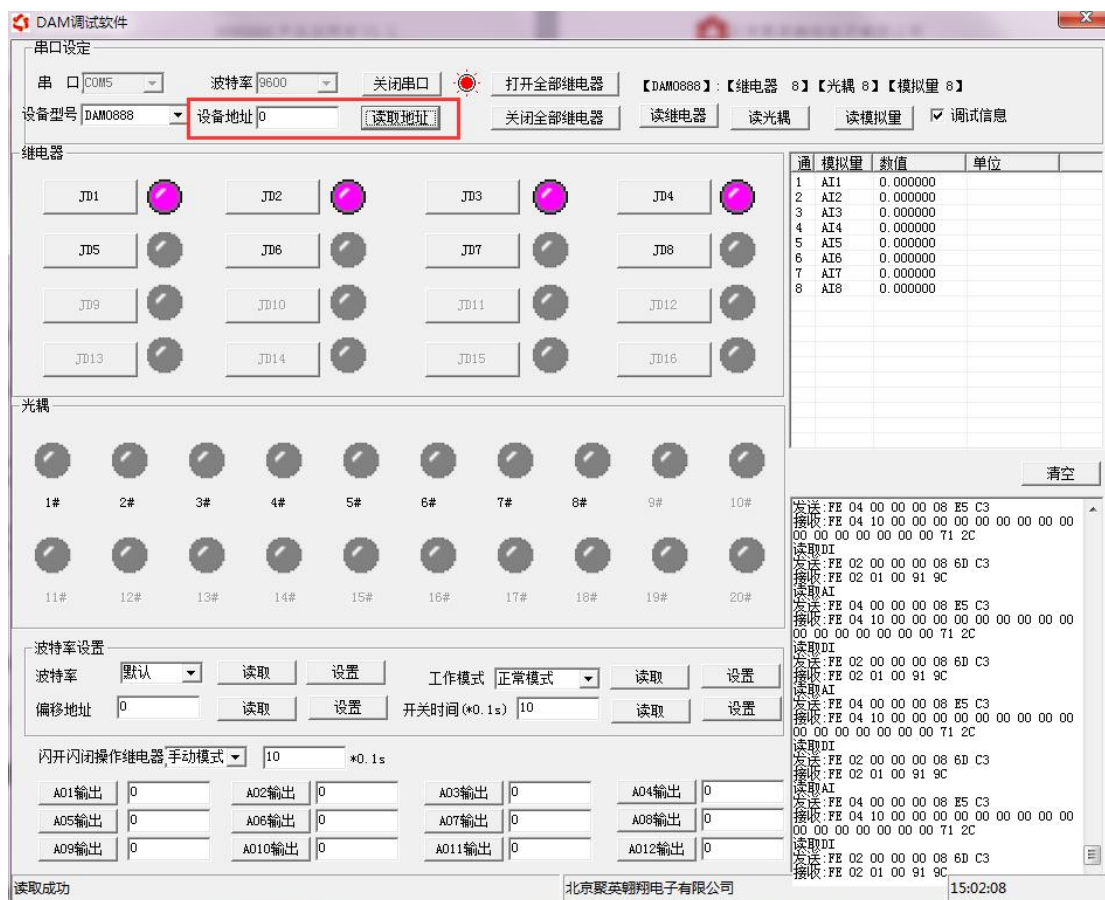 DAM调试软件
串口设定
串 口 COM5 波特率 9600 关闭串口 打开全部继电器 【DAM0888】:【继电器 8】【光耦 8】【模拟量 8】
设备型号 DAM0888 设备地址 0 读取地址 关闭全部继电器 读继电器 读光耦 读模拟量 调试信息
继电器
JD1 JD2 JD3 JD4
JD5 JD6 JD7 JD8
JD9 JD10 JD11 JD12
JD13 JD14 JD15 JD16
通 模拟量 数值 单位
1 AI1 0.000000
2 AI2 0.000000
3 AI3 0.000000
4 AI4 0.000000
5 AI5 0.000000
6 AI6 0.000000
7 AI7 0.000000
8 AI8 0.000000
光耦
1# 2# 3# 4# 5# 6# 7# 8# 9# 10#
11# 12# 13# 14# 15# 16# 17# 18# 19# 20#
清空
发送:FE 04 00 00 00 08 E5 C3
接收:FE 04 10 00 00 00 00 00 00 00 00 00
00 00 00 00 00 00 00 71 2C
读取DI
发送:FE 02 00 00 00 08 6D C3
接收:FE 02 01 00 91 9C
读取AI
发送:FE 04 00 00 00 08 E5 C3
接收:FE 04 10 00 00 00 00 00 00 00 00 00
00 00 00 00 00 00 00 71 2C
读取DI
发送:FE 02 00 00 00 08 6D C3
接收:FE 02 01 00 91 9C
读取AI
发送:FE 04 00 00 00 08 E5 C3
接收:FE 04 10 00 00 00 00 00 00 00 00 00
00 00 00 00 00 00 00 71 2C
读取DI
发送:FE 02 00 00 00 08 6D C3
接收:FE 02 01 00 91 9C
读取AI
发送:FE 04 00 00 00 08 E5 C3
接收:FE 04 10 00 00 00 00 00 00 00 00 00
00 00 00 00 00 00 00 71 2C
读取DI
发送:FE 02 00 00 00 08 6D C3
接收:FE 02 01 00 91 9C
波特率设置
波特率 默认 读取 设置 工作模式 正常模式 读取 设置
偏移地址 0 读取 设置 开关时间(*0.1s) 10 读取 设置
闪开闪闭操作继电器 手动模式 10 *0.1s
AO1输出 0 AO2输出 0 AO3输出 0 AO4输出 0
AO5输出 0 AO6输出 0 AO7输出 0 AO8输出 0
AO9输出 0 AO10输出 0 AO11输出 0 AO12输出 0
读取成功 北京聚英翱翔电子有限公司 15:02:08